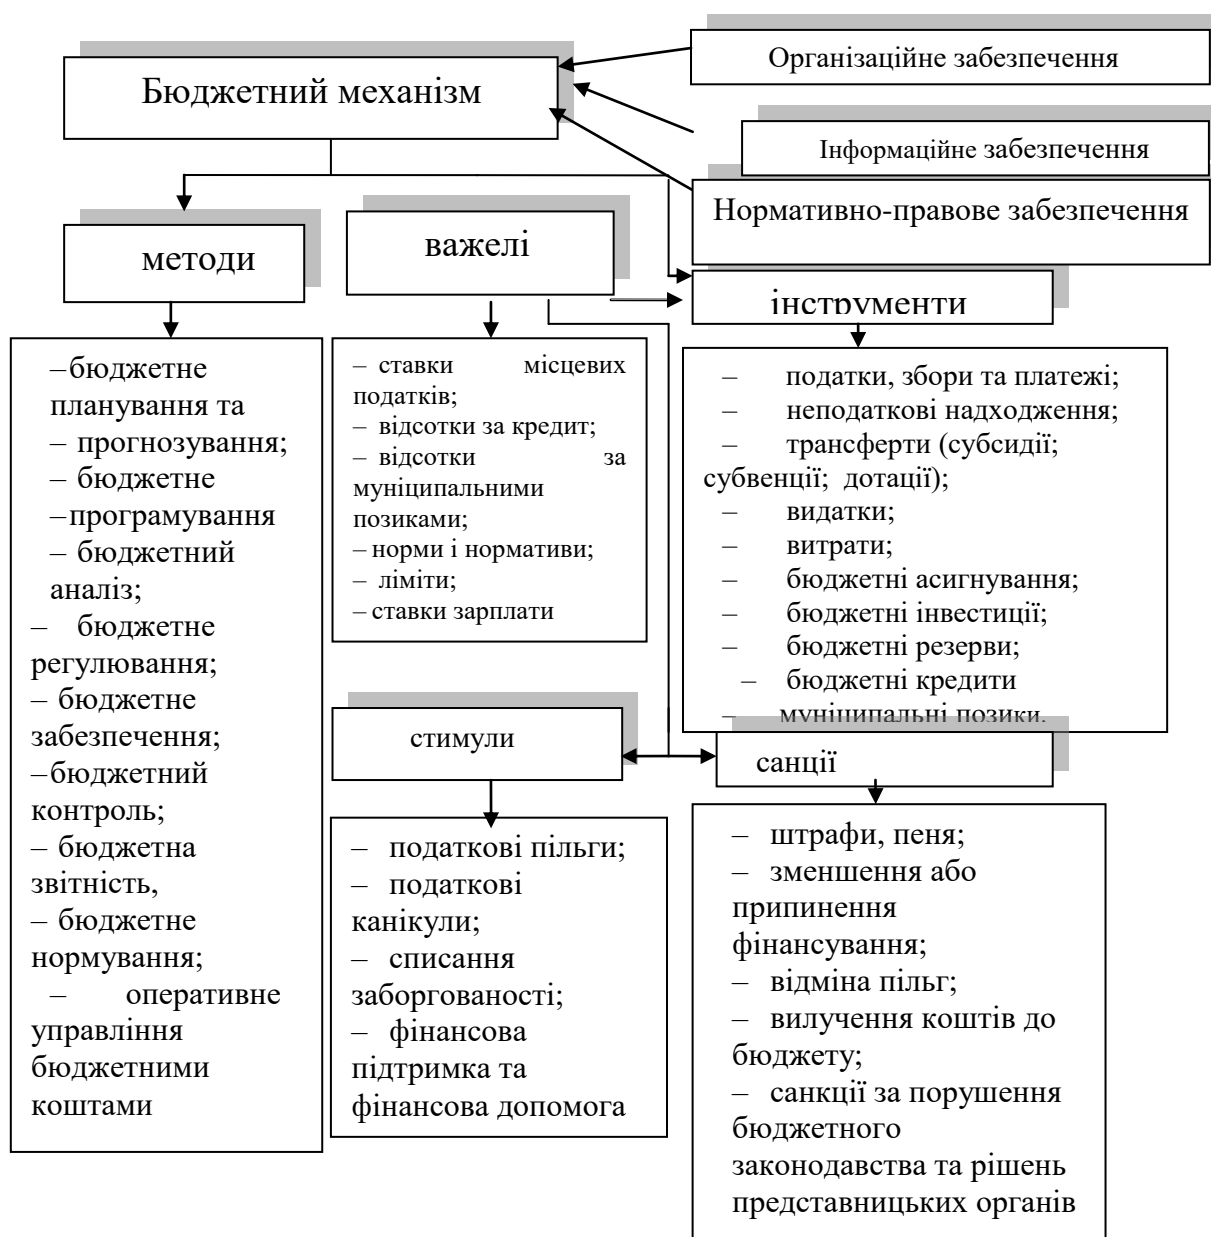 Бюджетний механізм
Організаційне забезпечення
Інформаційне забезпечення
Нормативно-правове забезпечення
методи
важелі
інструменти
–бюджетне
планування та
– прогнозування;
– бюджетне
–програмування
– бюджетний
аналіз;
– бюджетне
регулювання;
– бюджетне
забезпечення;
–бюджетний
контроль;
– бюджетна
звітність,
– бюджетне
нормування;
– оперативне
управління
бюджетними
коштами
– ставки місцевих
податків;
– відсотки за кредит;
– відсотки за
муніципальними
позиками;
– норми і нормативи;
– ліміти;
– ставки зарплати
– податки, збори та платежі;
– неподаткові надходження;
– трансферти (субсидії;
субвенції; дотації);
– видатки;
– витрати;
– бюджетні асигнування;
– бюджетні інвестиції;
– бюджетні резерви;
– бюджетні кредити
– муніципальні позики.
стимули
санції
– податкові пільги;
– податкові
канікули;
– списання
заборгованості;
– фінансова
підтримка та
фінансова допомога
– штрафи, пеня;
– зменшення або
припинення
фінансування;
– відміна пільг;
– вилучення коштів до
бюджету;
– санкції за порушення
бюджетного
законодавства та рішень
представницьких органів